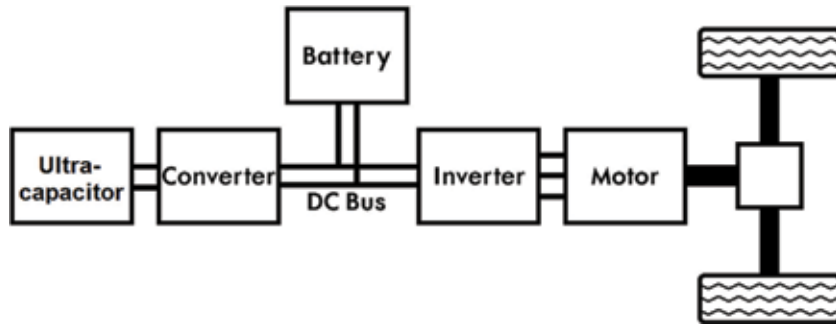 Battery
Ultra-
capacitor
Converter
DC Bus
Inverter
Motor